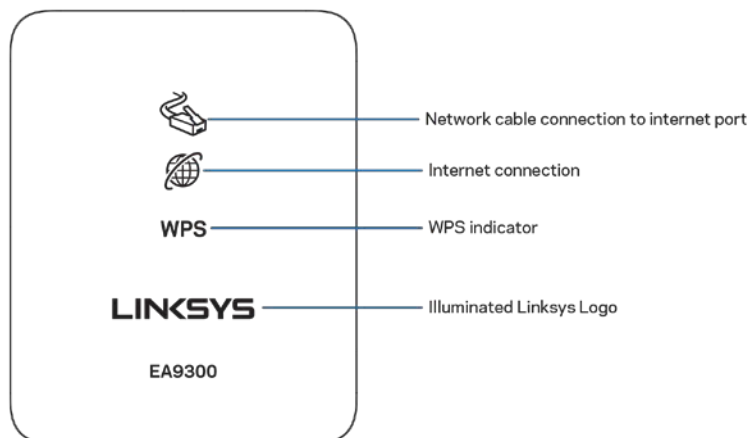 Network cable connection to internet port
Internet connection
WPS WPS indicator
LINKSYS Illuminated Linksys Logo
EA9300